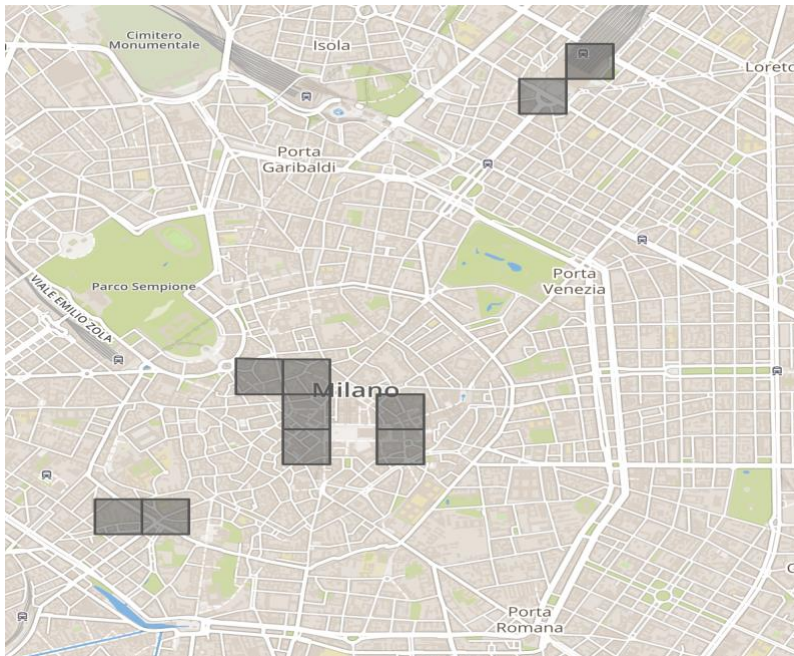 Cimitero
Monumentale
Isola
Loreto
Porta
Garibaldi
Porta
Venezia
Parco Sempione
VIALE EMILIO ZOLA
Milano
Porta
Romana